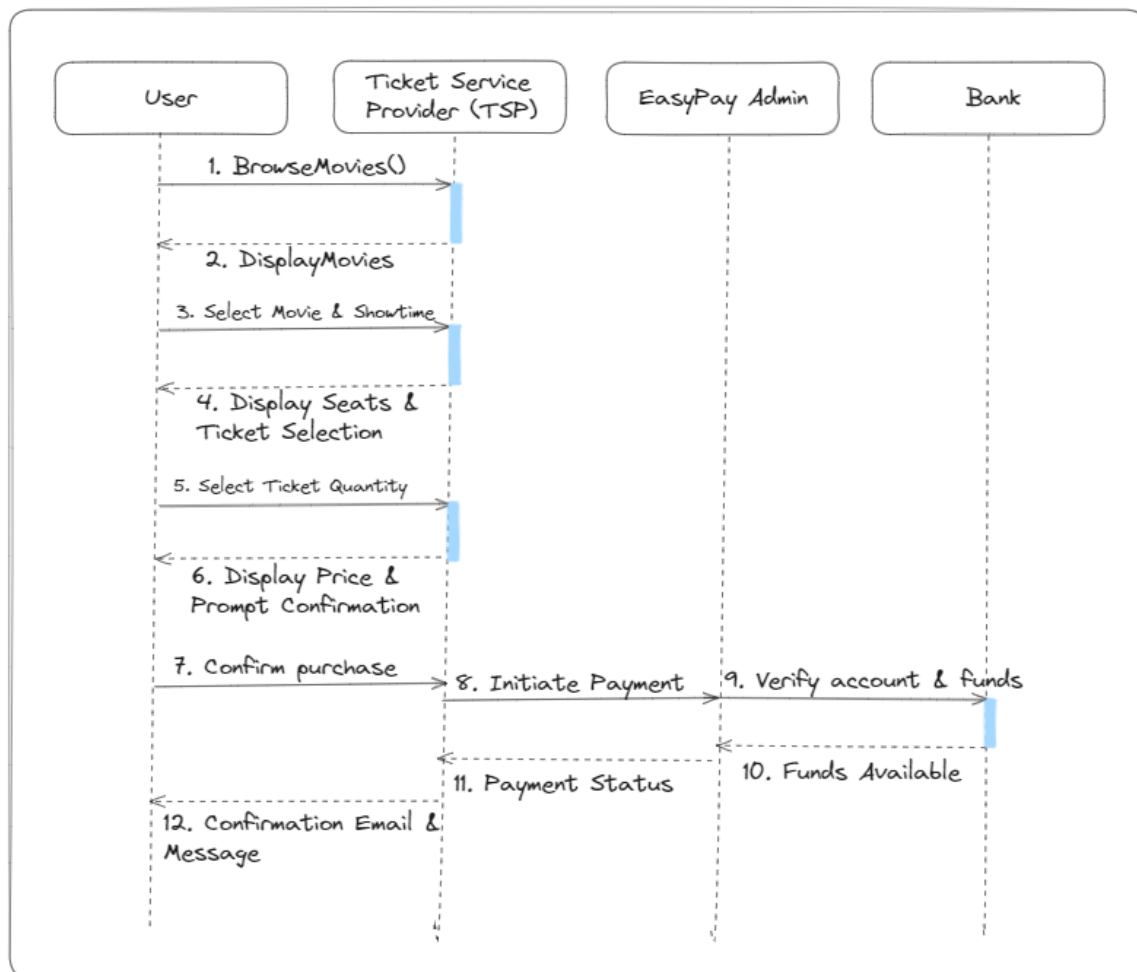 User
Ticket Service
Provider (TSP)
EasyPay Admin
Bank
1. BrowseMovies()
2. DisplayMovies
3. Select Movie & Showtime
4. Display Seats &
Ticket Selection
5. Select Ticket Quantity
6. Display Price &
Prompt Confirmation
7. Confirm purchase
8. Initiate Payment
9. Verify account & funds
10. Funds Available
11. Payment Status
12. Confirmation Email &
Message